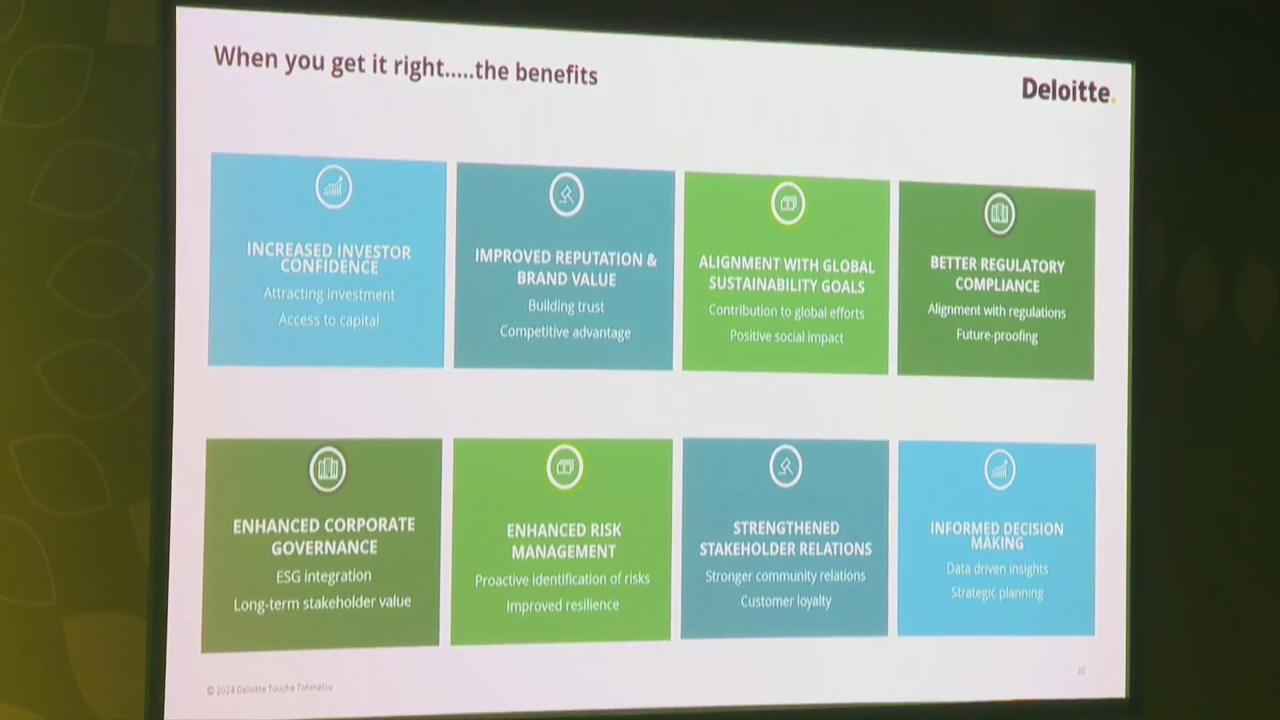 When you get it right.....the benefits
Deloitte.
INCREASED INVESTOR
CONFIDENCE
Attracting investment
Access to capital
IMPROVED REPUTATION &
BRAND VALUE
Building trust
Competitive advantage
ALIGNMENT WITH GLOBAL
SUSTAINABILITY GOALS
Contribution to global efforts
Positive social impact
BETTER REGULATORY
COMPLIANCE
Alignment with regulations
Future-proofing
ENHANCED CORPORATE
GOVERNANCE
ESG integration
Long-term stakeholder value
ENHANCED RISK
MANAGEMENT
Proactive identification of risks
Improved resilience
STRENGTHENED
STAKEHOLDER RELATIONS
Stronger community relations
Customer loyalty
INFORMED DECISION
MAKING
Data driven insights
Strategic planning
© 2024 Deloitte Touche Tohmatsu